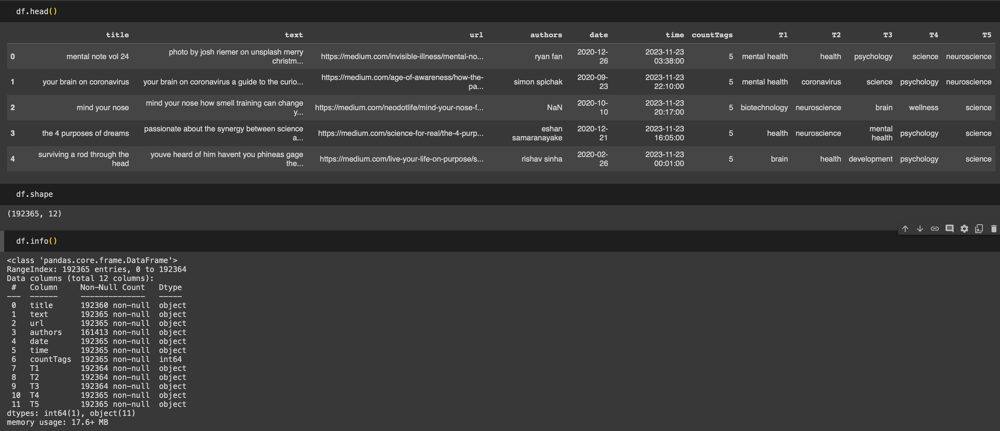 df.head()
title text url authors date time countTags T1 T2 T3 T4 T5
0 mental note vol 24 photo by josh riemer on unsplash merry christm... https://medium.com/invisible-illness/mental-no... ryan fan 2020-12-26 2023-11-23 03:38:00 5 mental health health psychology science neuroscience
1 your brain on coronavirus your brain on coronavirus a guide to the curio... https://medium.com/age-of-awareness/how-the-pa... simon spichak 2020-09-23 2023-11-23 22:10:00 5 mental health coronavirus science psychology neuroscience
2 mind your nose mind your nose how smell training can change y... https://medium.com/neodotlife/mind-your-nose-f... NaN 2020-10-10 2023-11-23 20:17:00 5 biotechnology neuroscience brain wellness science
3 the 4 purposes of dreams passionate about the synergy between science a... https://medium.com/science-for-real/the-4-purp... eshan samaranayake 2020-12-21 2023-11-23 16:05:00 5 health neuroscience mental health psychology science
4 surviving a rod through the head youve heard of him havent you phineas gage the... https://medium.com/live-your-life-on-purpose/s... rishav sinha 2020-02-26 2023-11-23 00:01:00 5 brain health development psychology science
df.shape
(192365, 12)
df.info()
<class 'pandas.core.frame.DataFrame'>
RangeIndex: 192365 entries, 0 to 192364
Data columns (total 12 columns):
# Column Non-Null Count Dtype
--- ------ -------------- -----
0 title 192360 non-null object
1 text 192365 non-null object
2 url 192365 non-null object
3 authors 161413 non-null object
4 date 192365 non-null object
5 time 192365 non-null object
6 countTags 192365 non-null int64
7 T1 192364 non-null object
8 T2 192364 non-null object
9 T3 192364 non-null object
10 T4 192365 non-null object
11 T5 192365 non-null object
dtypes: int64(1), object(11)
memory usage: 17.6+ MB